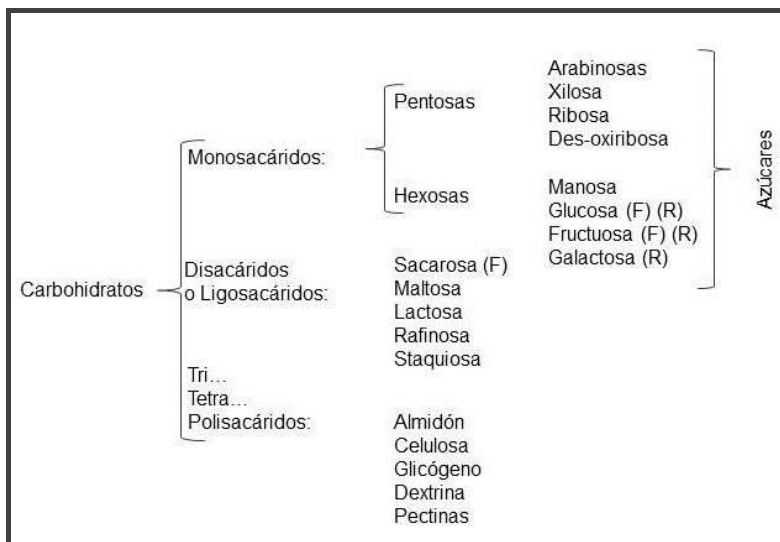 Carbohidratos
Monosacáridos:
Pentosas
Arabinosas
Xilosa
Ribosa
Des-oxiribosa
Hexosas
Manosa
Glucosa (F) (R)
Fructuosa (F) (R)
Galactosa (R)
Azúcares
Disacáridos
o Ligosacáridos:
Sacarosa (F)
Maltosa
Lactosa
Rafinosa
Staquiosa
Tri...
Tetra...
Polisacáridos:
Almidón
Celulosa
Glicógeno
Dextrina
Pectinas